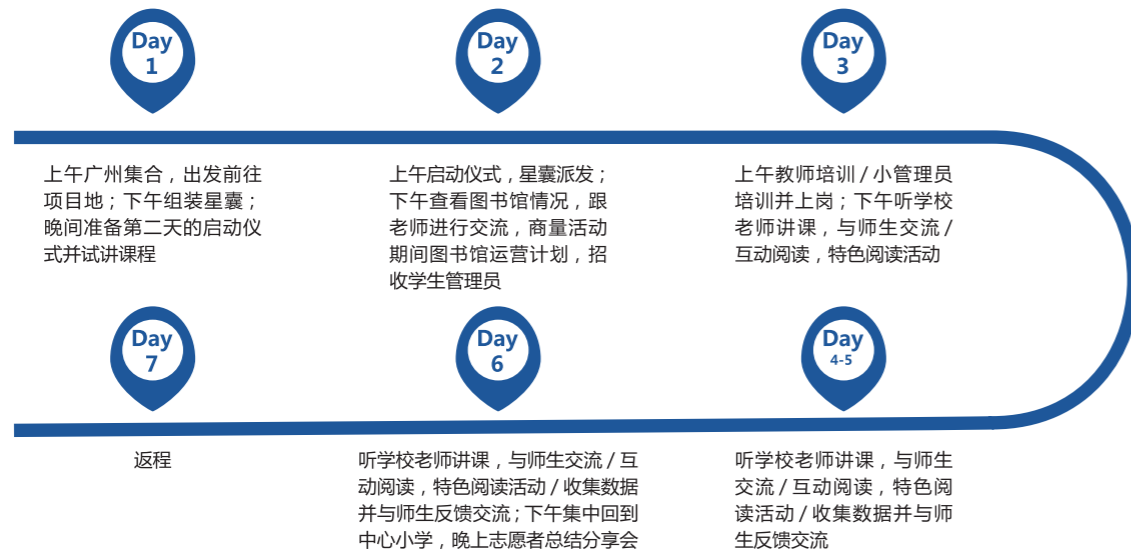 Day
1
Day
2
Day
3
上午广州集合，出发前往
项目地；下午组装星囊；
晚间准备第二天的启动仪
式并试讲课程
上午启动仪式，星囊派发；
下午查看图书馆情况，跟
老师进行交流，商量活动
期间图书馆运营计划，招
收学生管理员
上午教师培训 / 小管理员
培训并上岗；下午听学校
老师讲课，与师生交流 /
互动阅读，特色阅读活动
Day
4-5
听学校老师讲课，与师生
交流 / 互动阅读，特色阅
读活动 / 收集数据并与师
生反馈交流
Day
6
听学校老师讲课，与师生交流 / 互
动阅读，特色阅读活动 / 收集数据
并与师生反馈交流；下午集中回到
中心小学，晚上志愿者总结分享会
Day
7
返程